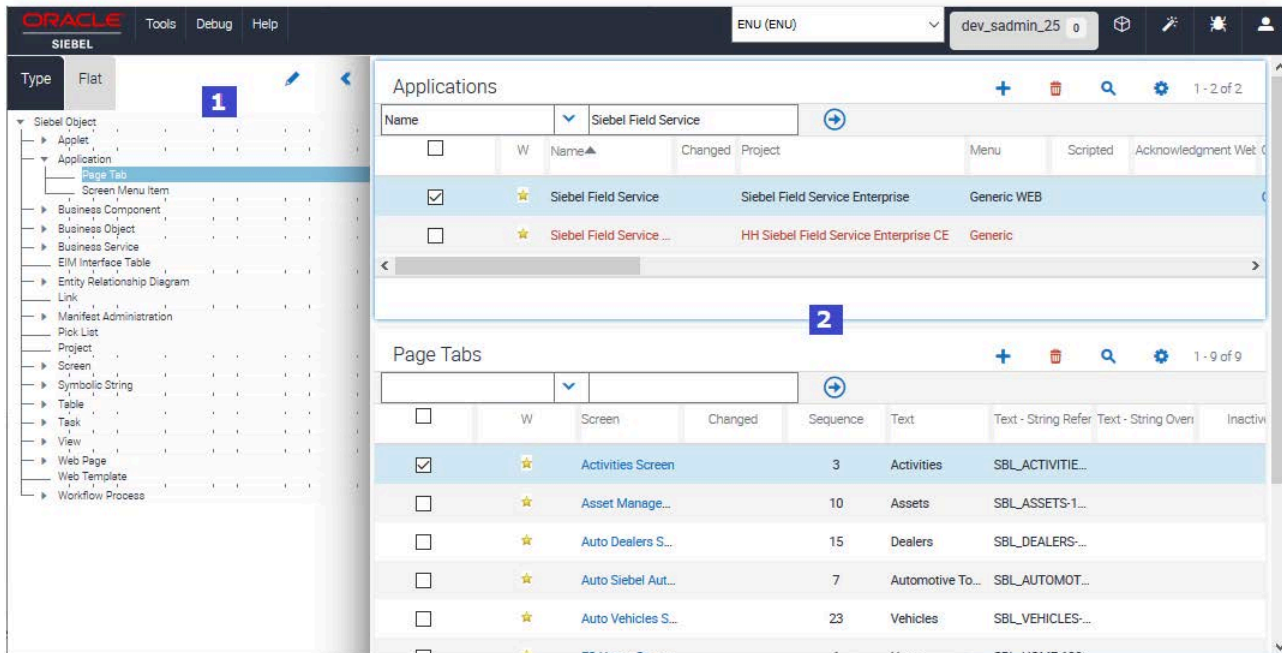 ORACLE
SIEBEL
Tools Debug Help
ENU (ENU)
dev_sadmin_25 0
Type Flat
1
Siebel Object
Applet
Application
Page Tab
Screen Menu Item
Business Component
Business Object
Business Service
EIM Interface Table
Entity Relationship Diagram
Link
Manifest Administration
Pick List
Project
Screen
Symbolic String
Table
Task
View
Web Page
Web Template
Workflow Process
Applications
1 - 2 of 2
Name Siebel Field Service
W Name Changed Project Menu Scripted Acknowledgment Web
Siebel Field Service Siebel Field Service Enterprise Generic WEB
Siebel Field Service ... HH Siebel Field Service Enterprise CE Generic
2
Page Tabs
1 - 9 of 9
W Screen Changed Sequence Text Text - String Refer Text - String Overr Inactiv
Activities Screen 3 Activities SBL_ACTIVITIE...
Asset Manage... 10 Assets SBL_ASSETS-1...
Auto Dealers S... 15 Dealers SBL_DEALERS-...
Auto Siebel Aut... 7 Automotive To... SBL_AUTOMOT...
Auto Vehicles S... 23 Vehicles SBL_VEHICLES-...